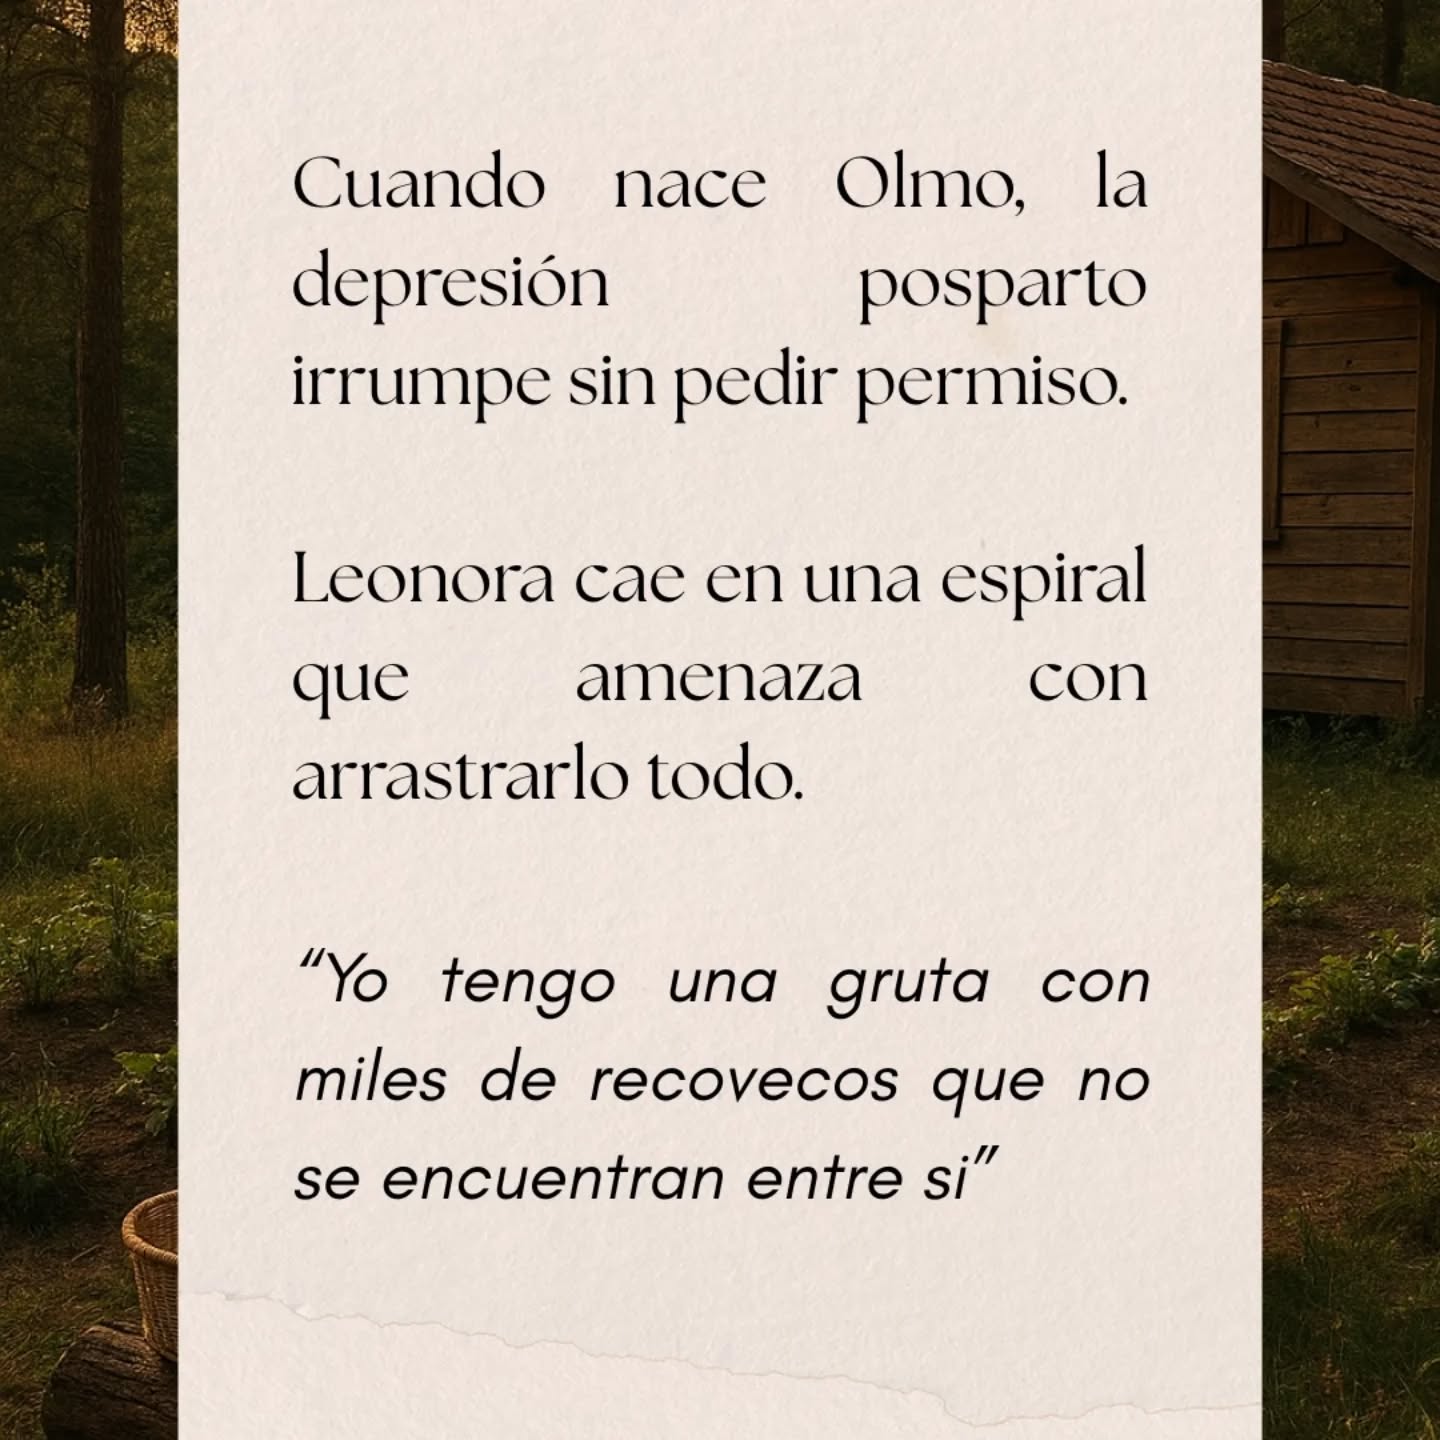 Cuando nace Olmo, la
depresión posparto
irrumpe sin pedir permiso.
Leonora cae en una espiral
que amenaza con
arrastrarlo todo.
“Yo tengo una gruta con
miles de recovecos que no
se encuentran entre si”